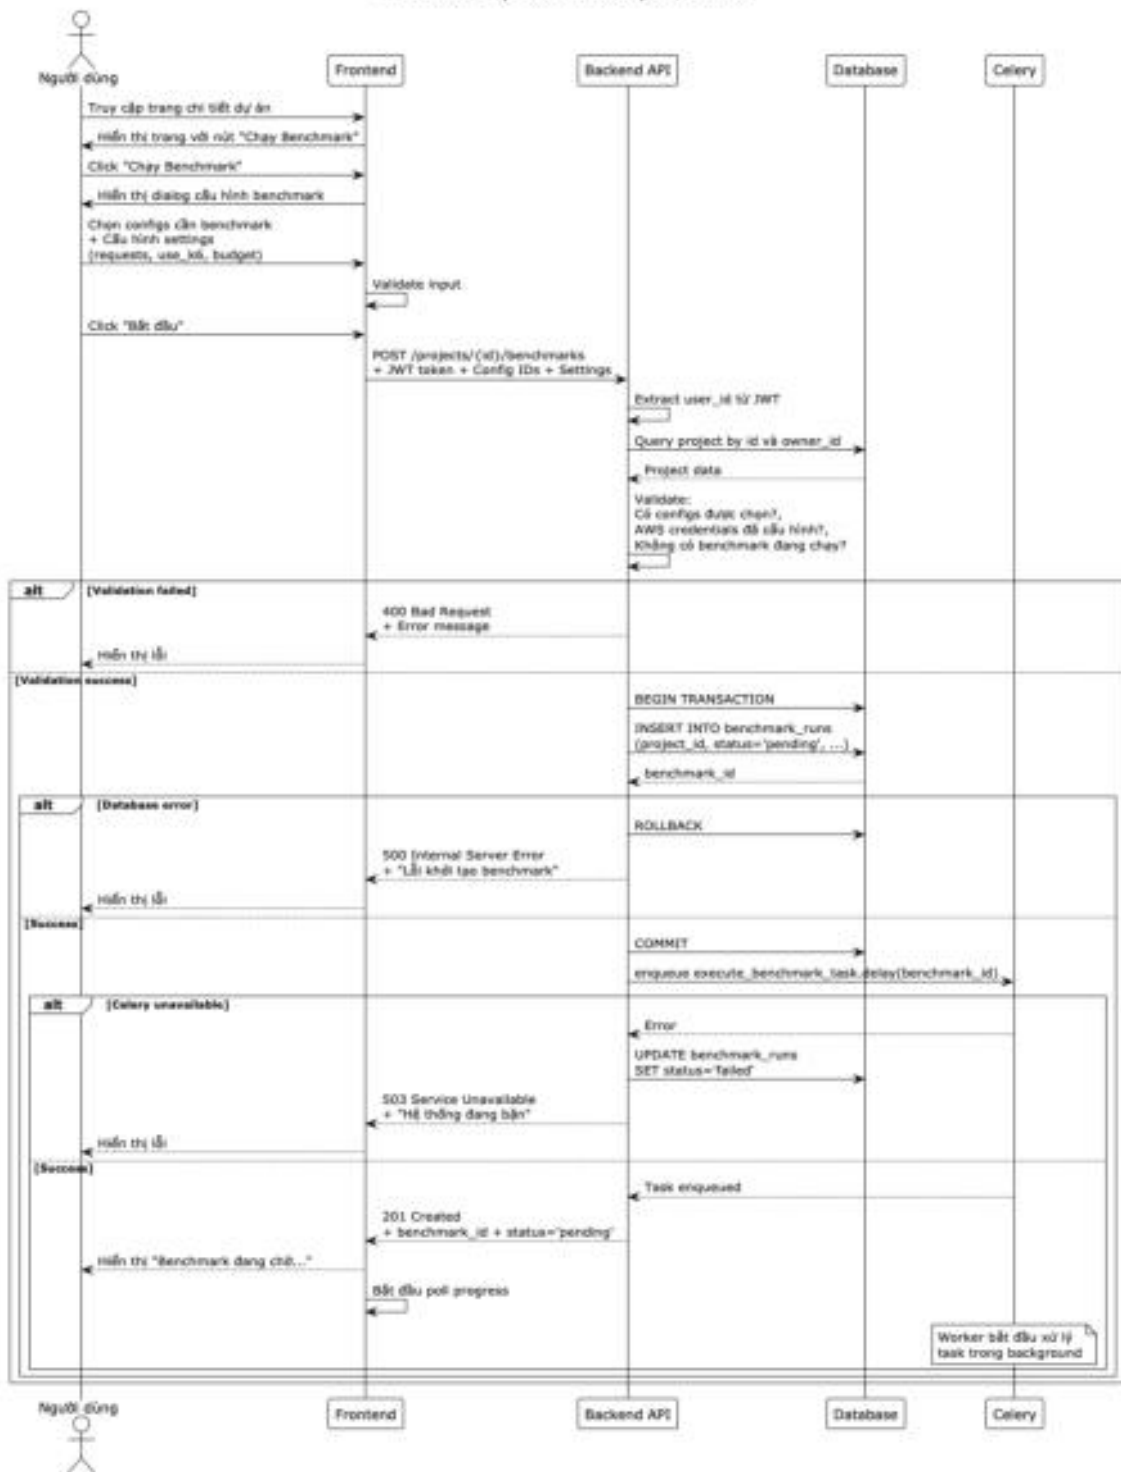 Người dùng
Frontend
Backend API
Database
Celery
Truy cập trang chi tiết dự án
Hiển thị trang với nút "Chạy Benchmark"
Click "Chạy Benchmark"
Hiển thị dialog cấu hình benchmark
Chọn configs cần benchmark
+ Cấu hình settings
(requests, use_k6, budget)
Validate input
Click "Bắt đầu"
POST /projects/{id}/benchmarks
+ JWT token + Config IDs + Settings
Extract user_id từ JWT
Query project by id và owner_id
Project data
Validate:
Có configs được chọn?,
AWS credentials đã cấu hình?,
Không có benchmark đang chạy?
alt
[Validation failed]
400 Bad Request
+ Error message
Hiển thị lỗi
[Validation success]
BEGIN TRANSACTION
INSERT INTO benchmark_runs
(project_id, status='pending', ...)
benchmark_id
alt
[Database error]
ROLLBACK
500 Internal Server Error
+ "Lỗi khởi tạo benchmark"
Hiển thị lỗi
[Success]
COMMIT
enqueue execute_benchmark_task.delay(benchmark_id)
alt
[Celery unavailable]
Error
UPDATE benchmark_runs
SET status='failed'
503 Service Unavailable
+ "Hệ thống đang bận"
Hiển thị lỗi
[Success]
Task enqueued
201 Created
+ benchmark_id + status='pending'
Hiển thị "Benchmark đang chờ..."
Bắt đầu poll progress
Worker bắt đầu xử lý
task trong background
Người dùng
Frontend
Backend API
Database
Celery